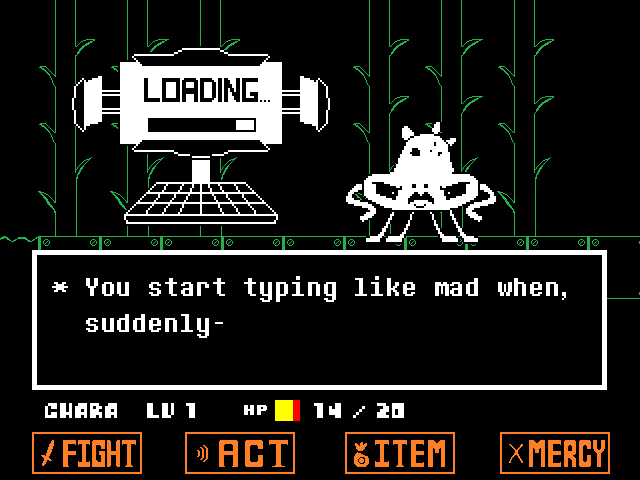 LOADING...
* You start typing like mad when,
suddenly-
CHARA LV 1 HP 14 / 20
FIGHT ACT ITEM MERCY